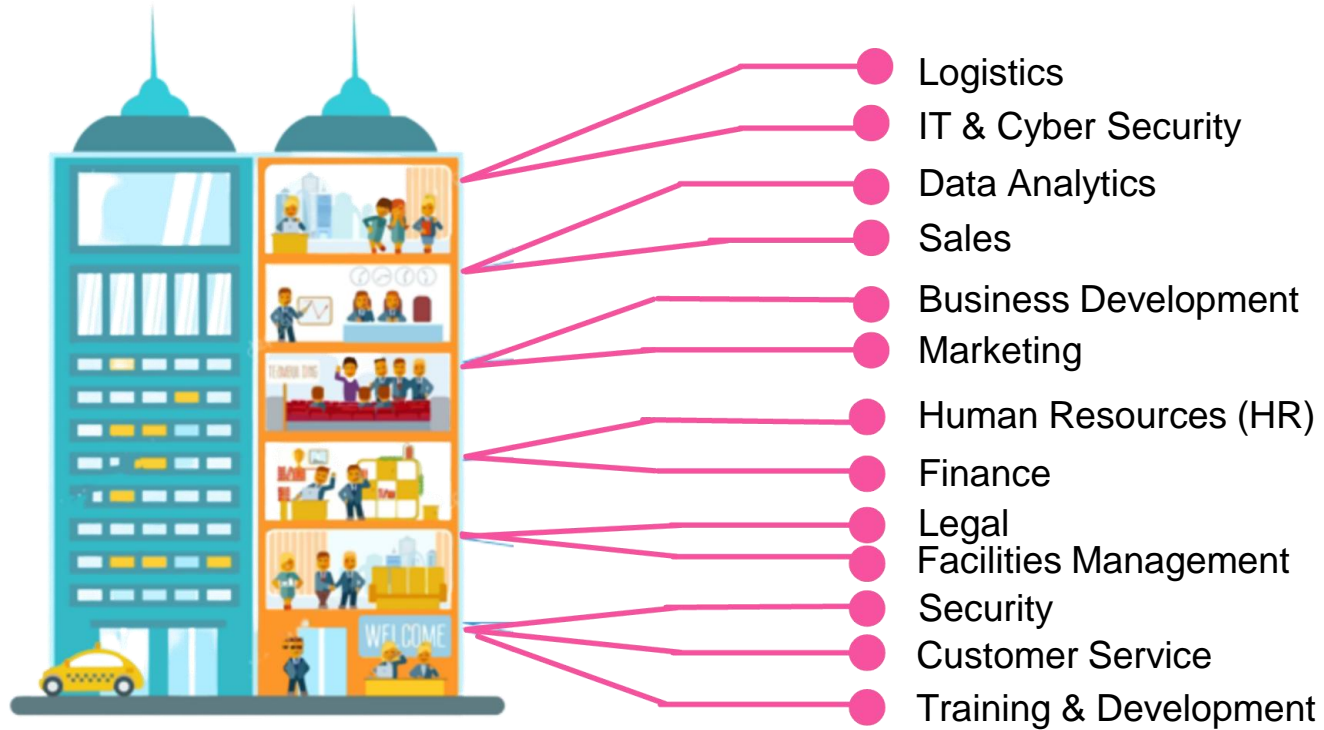 Logistics
IT & Cyber Security
Data Analytics
Sales
Business Development
Marketing
Human Resources (HR)
Finance
Legal
Facilities Management
Security
Customer Service
Training & Development
WELCOME